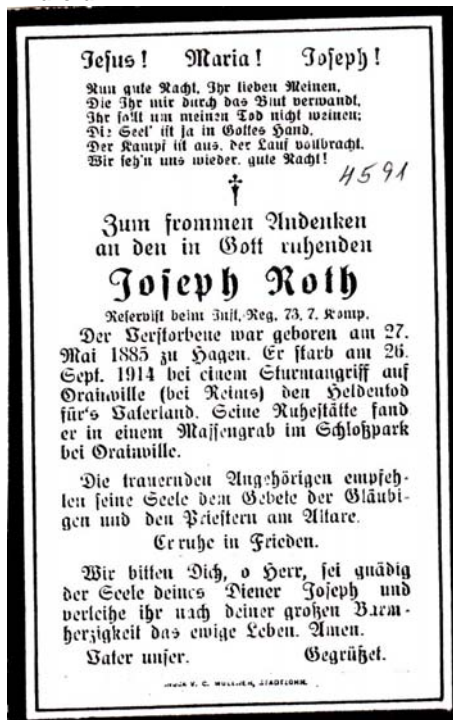 Jesus! Maria! Joseph!
Nun gute Nacht, Ihr lieben Meinen,
Die Ihr mir durch das Blut verwandt,
Ihr sollt um meinen Tod nicht weinen;
Die Seel' ist ja in Gottes Hand.
Der Kampf ist aus, der Lauf vollbracht.
Wir seh'n uns wieder, gute Nacht!
4591
Zum frommen Andenken
an den in Gott ruhenden
Joseph Roth
Reservist beim Inft.-Reg. 73, 7. Komp.
Der Verstorbene war geboren am 27.
Mai 1885 zu Hagen. Er starb am 26.
Sept. 1914 bei einem Sturmangriff auf
Orainville (bei Reims) den Heldentod
für's Vaterland. Seine Ruhestätte fand
er in einem Massengrab im Schloßpark
bei Orainville.
Die trauernden Angehörigen empfeh-
len seine Seele dem Gebete der Gläubi-
gen und den Priestern am Altare.
Er ruhe in Frieden.
Wir bitten Dich, o Herr, sei gnädig
der Seele deines Diener Joseph und
verleihe ihr nach deiner großen Barm-
herzigkeit das ewige Leben. Amen.
Vater unser. Gegrüßet.
V. C. STADTLOHN.